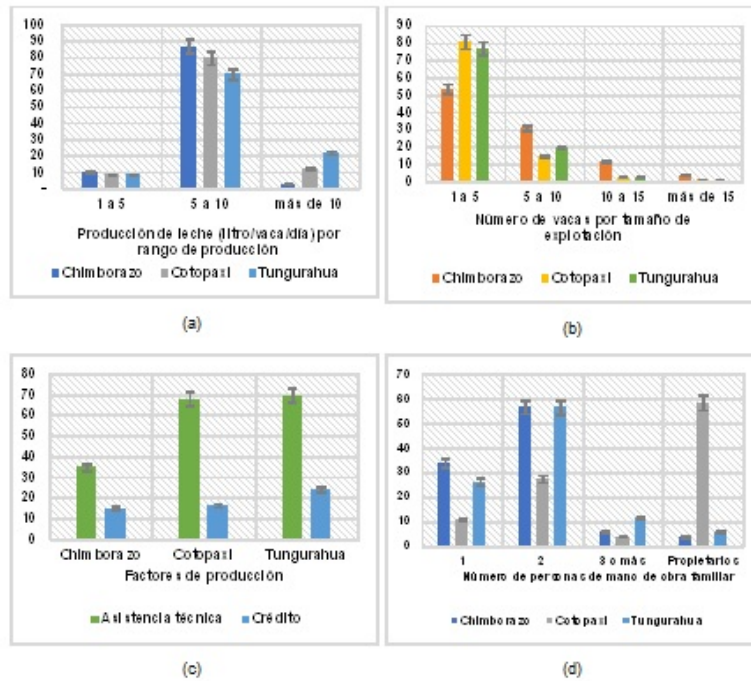 100
90
80
70
60
50
40
30
20
10
-
1 a 5 5 a 10 más de 10
Producción de leche (litro/vaca/día) por
rango de producción
Chimborazo Cotopaxi Tungurahua
(a)
90
80
70
60
50
40
30
20
10
0
1 a 5 5 a 10 10 a 15 más de 15
Número de vacas por tamaño de
explotación
Chimborazo Cotopaxi Tungurahua
(b)
80
70
60
50
40
30
20
10
0
Chimborazo Cotopaxi Tungurahua
Factores de producción
Asistencia técnica Crédito
(c)
70
60
50
40
30
20
10
0
1 2 3 o más Propietarios
Número de personas de mano de obra familiar
Chimborazo Cotopaxi Tungurahua
(d)